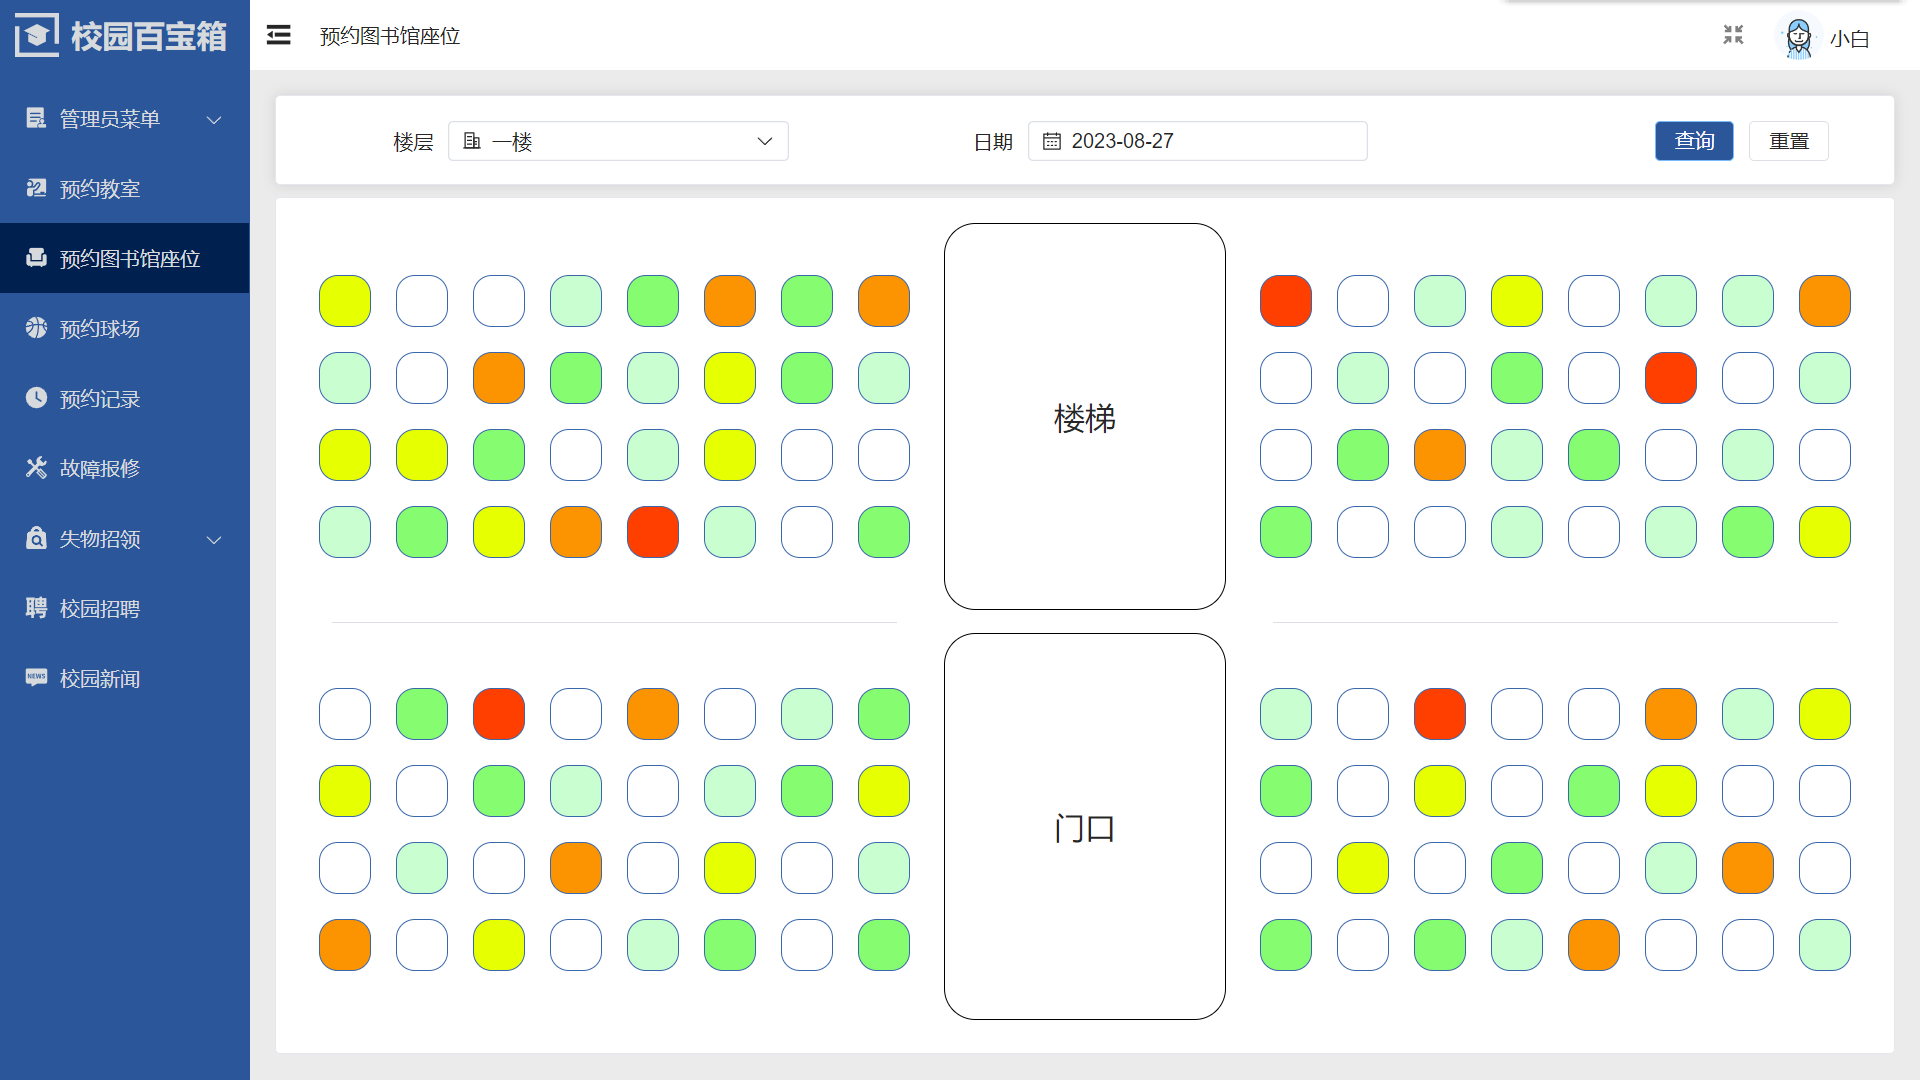 校园百宝箱
预约图书馆座位
小白
管理员菜单
预约教室
预约图书馆座位
预约球场
预约记录
故障报修
失物招领
聘 校园招聘
NEWS 校园新闻
楼层 一楼
日期 2023-08-27
查询
重置
楼梯
门口